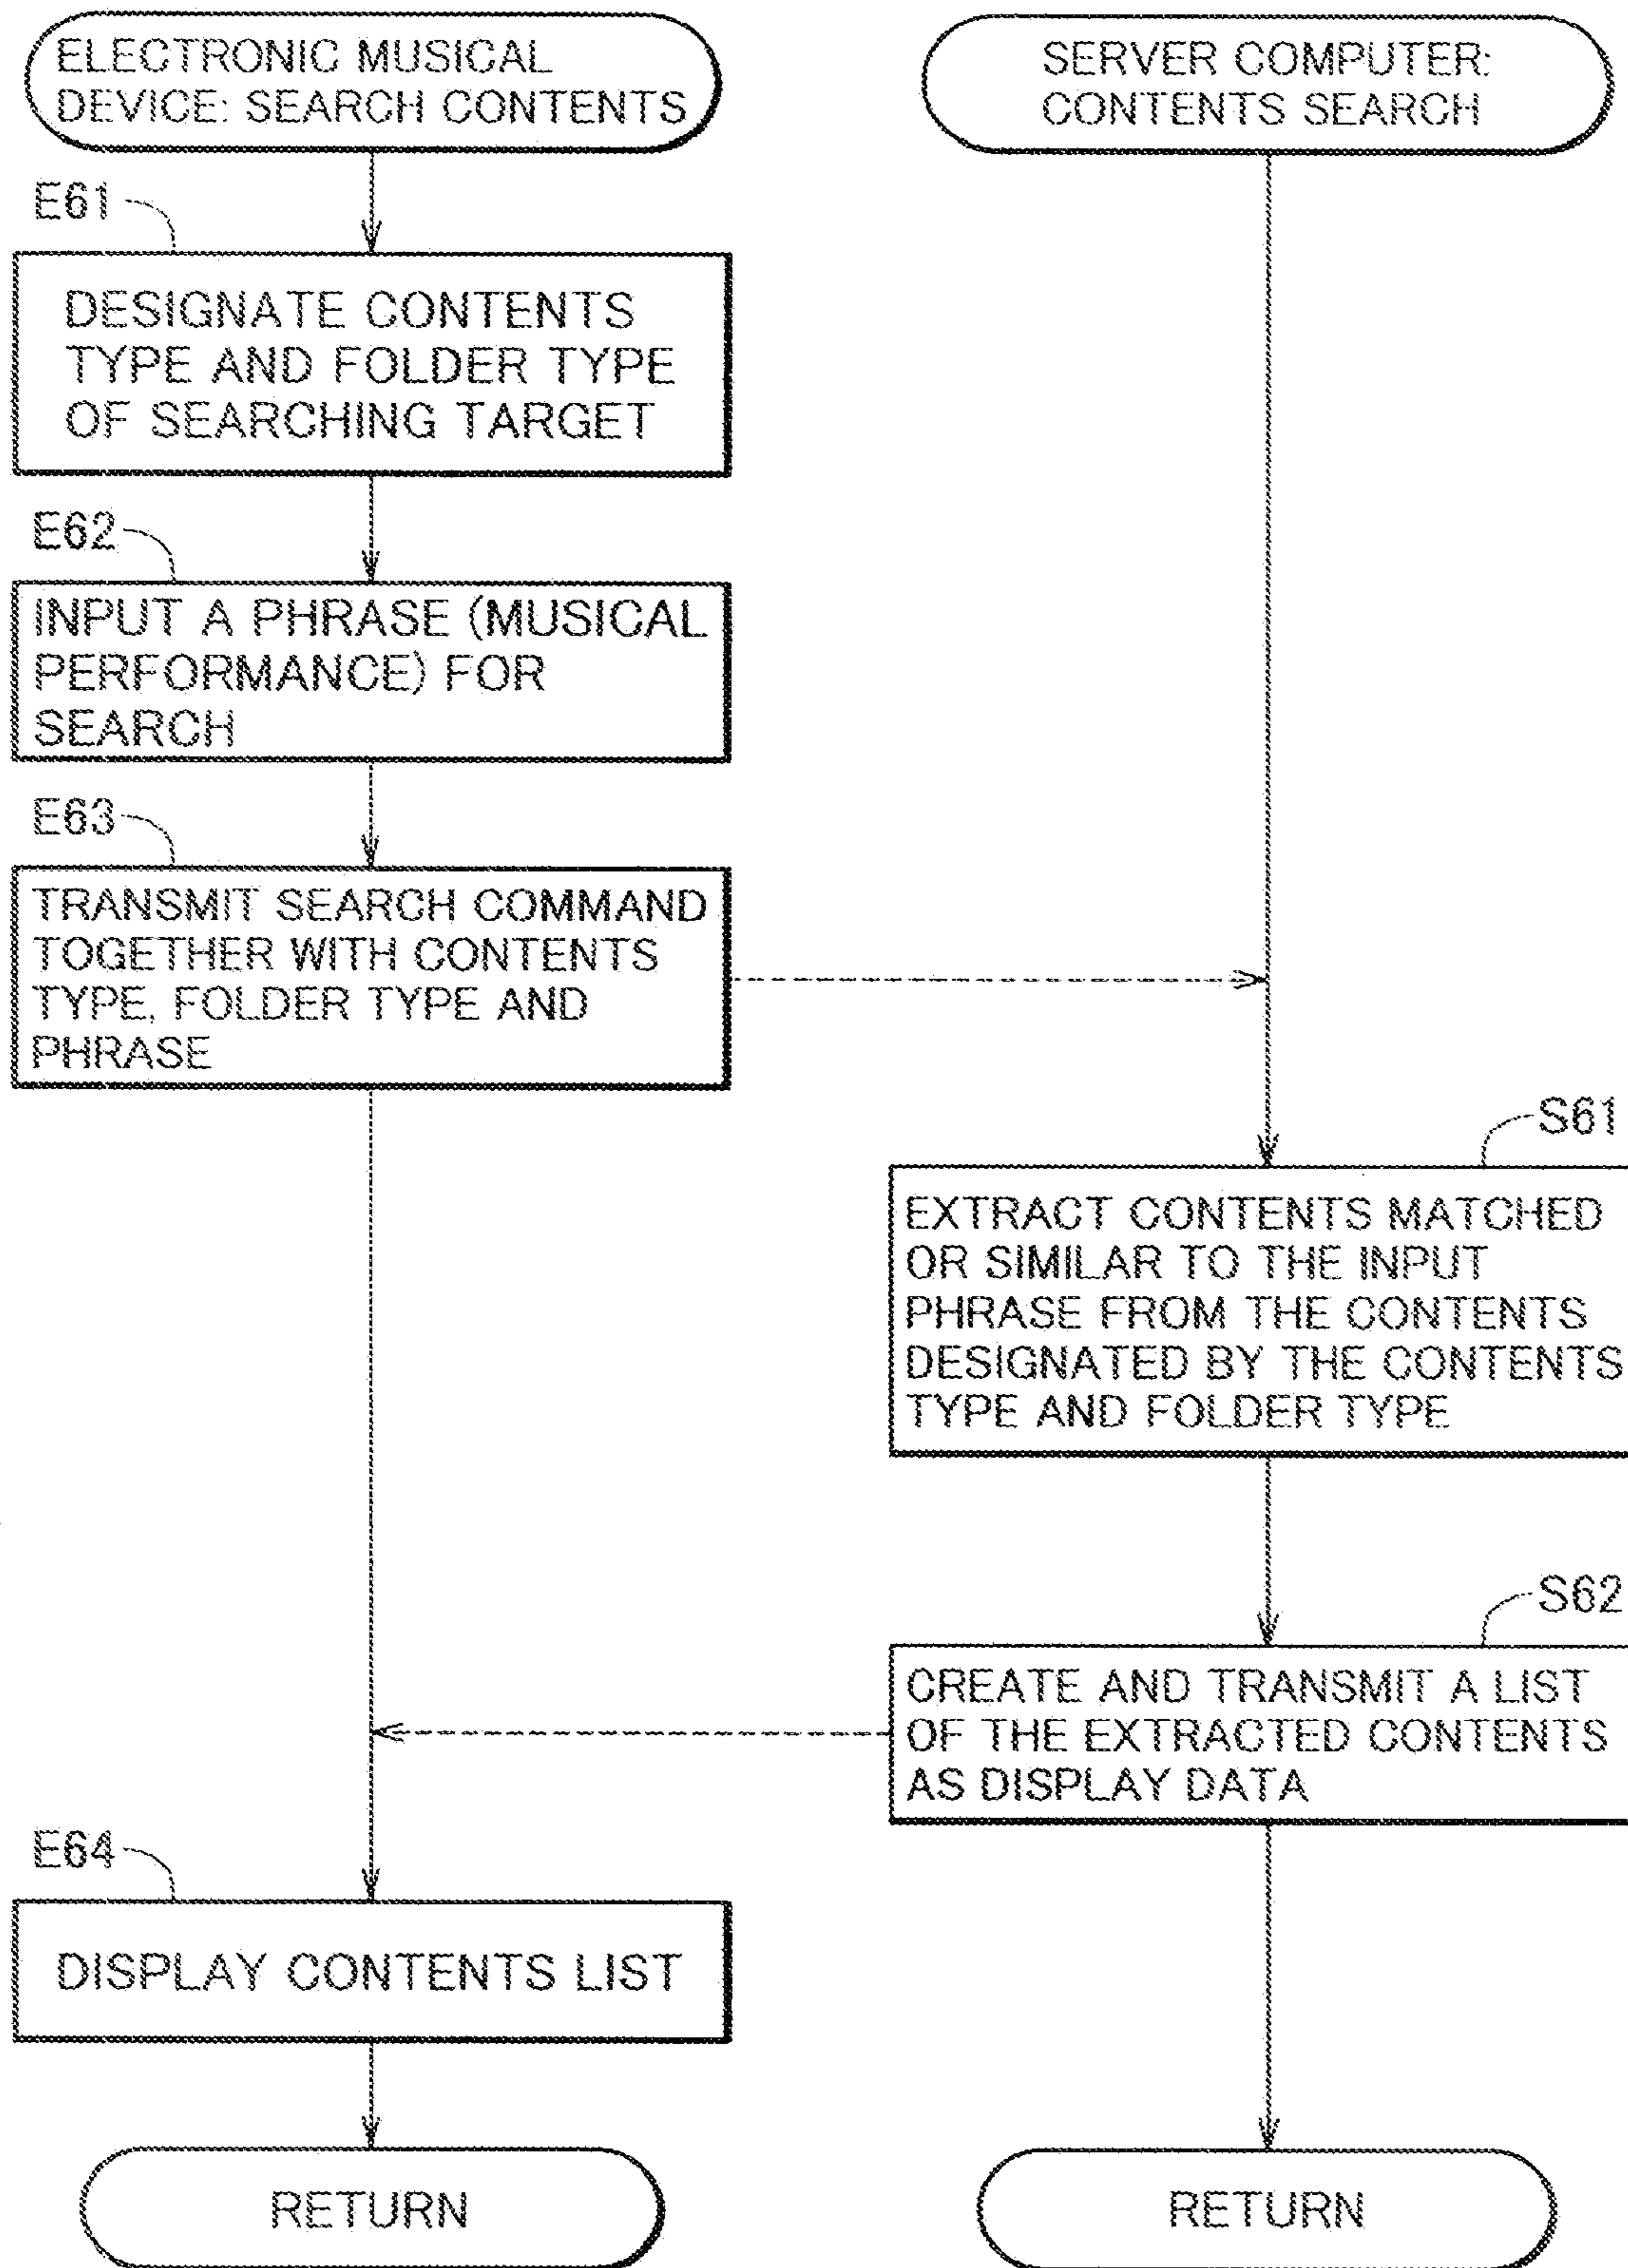 ELECTRONIC MUSICAL
DEVICE: SEARCH CONTENTS
E61
DESIGNATE CONTENTS
TYPE AND FOLDER TYPE
OF SEARCHING TARGET
E62
INPUT A PHRASE (MUSICAL
PERFORMANCE) FOR
SEARCH
E63
TRANSMIT SEARCH COMMAND
TOGETHER WITH CONTENTS
TYPE, FOLDER TYPE AND
PHRASE
E64
DISPLAY CONTENTS LIST
RETURN
SERVER COMPUTER:
CONTENTS SEARCH
S61
EXTRACT CONTENTS MATCHED
OR SIMILAR TO THE INPUT
PHRASE FROM THE CONTENTS
DESIGNATED BY THE CONTENTS
TYPE AND FOLDER TYPE
S62
CREATE AND TRANSMIT A LIST
OF THE EXTRACTED CONTENTS
AS DISPLAY DATA
RETURN